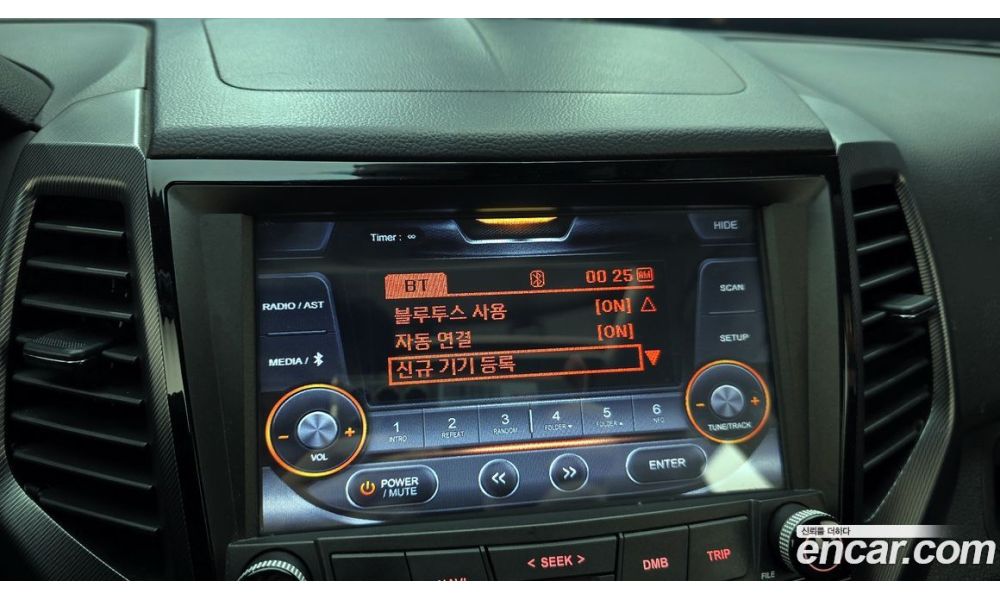 Timer : ∞
HIDE
BT 00 25 AM
블루투스 사용 [ON]
자동 연결 [ON]
신규 기기 등록
RADIO / AST
MEDIA /
SCAN
SETUP
- VOL +
- TUNE/TRACK +
1 INTRO
2 REPEAT
3 RANDOM
4 FOLDER ▼
5 FOLDER ▲
6 INFO
POWER / MUTE
<<
>>
ENTER
< SEEK >
DMB
TRIP
FILE
NAVI
신뢰를 더하다
encar.com